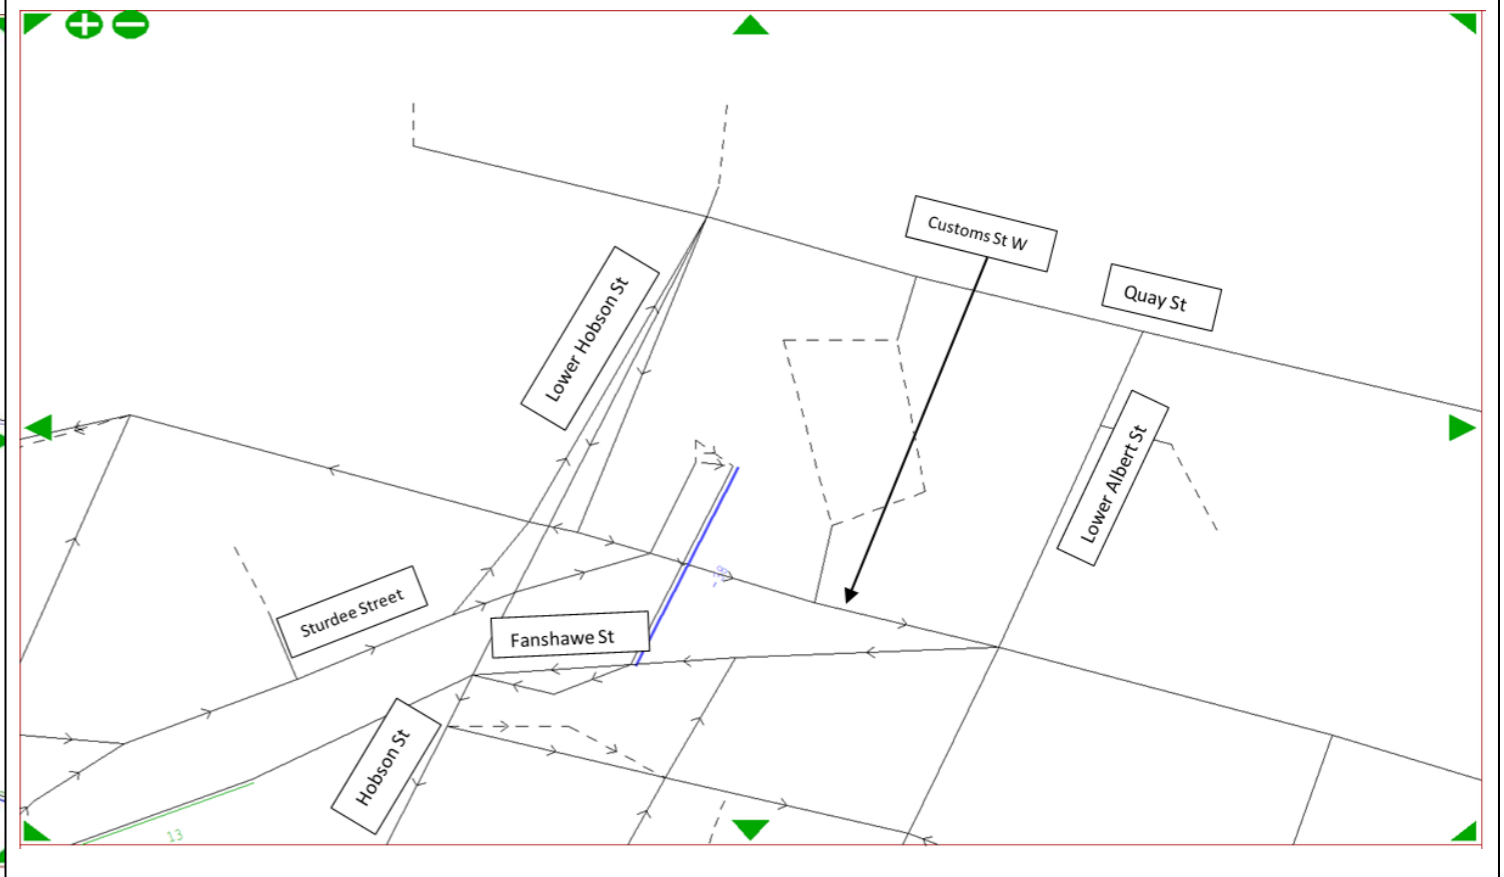 Customs St W
Quay St
Lower Hobson St
Lower Albert St
Sturdee Street
Fanshawe St
Hobson St
13